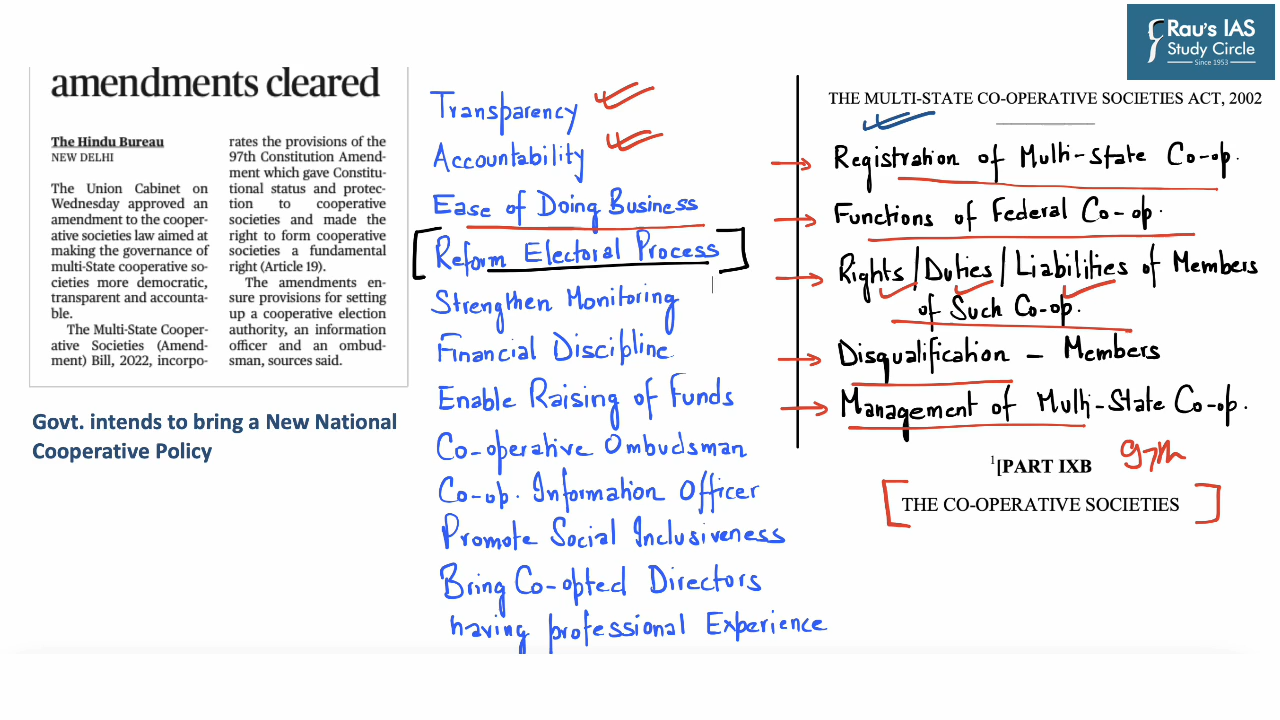 Rau's IAS
Study Circle
Since 1953
amendments cleared
The Hindu Bureau
NEW DELHI
The Union Cabinet on
Wednesday approved an
amendment to the cooper-
ative societies law aimed at
making the governance of
multi-State cooperative so-
cieties more democratic,
transparent and accounta-
ble.
The Multi-State Cooper-
ative Societies (Amend-
ment) Bill, 2022, incorpo-
rates the provisions of the
97th Constitution Amend-
ment which gave Constitu-
tional status and protec-
tion to cooperative
societies and made the
right to form cooperative
societies a fundamental
right (Article 19).
The amendments en-
sure provisions for setting
up a cooperative election
authority, an information
officer and an ombud-
sman, sources said.
Govt. intends to bring a New National
Cooperative Policy
Transparency
Accountability
Ease of Doing Business
Reform Electoral Process
Strengthen Monitoring
Financial Discipline
Enable Raising of Funds
Co-operative Ombudsman
Co-op. Information Officer
Promote Social Inclusiveness
Bring Co-opted Directors
having professional Experience
THE MULTI-STATE CO-OPERATIVE SOCIETIES ACT, 2002
Registration of Multi-State Co-op.
Functions of Federal Co-op.
Rights/Duties/Liabilities of Members
of Such Co-op.
Disqualification – Members
Management of Multi-State Co-op.
97th
1[PART IXB
THE CO-OPERATIVE SOCIETIES